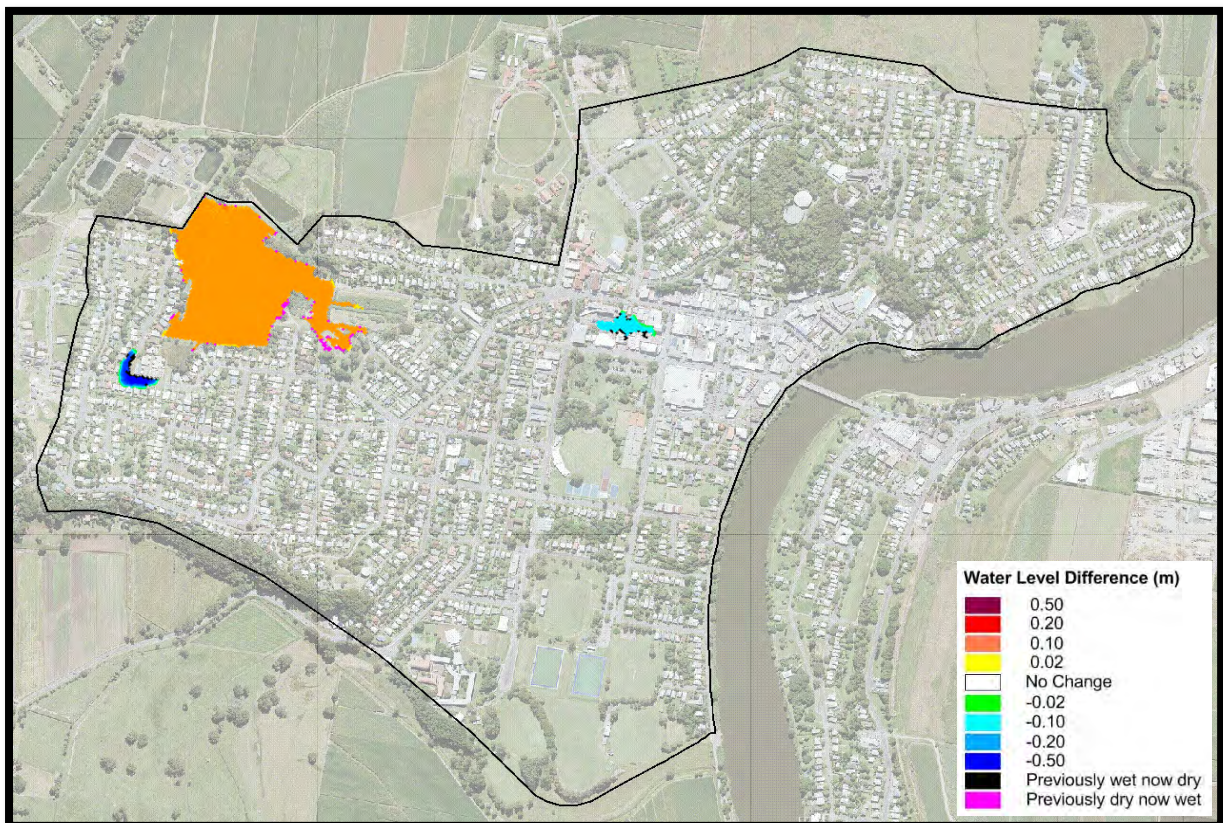 Water Level Difference (m)
0.50
0.20
0.10
0.02
No Change
-0.02
-0.10
-0.20
-0.50
Previously wet now dry
Previously dry now wet